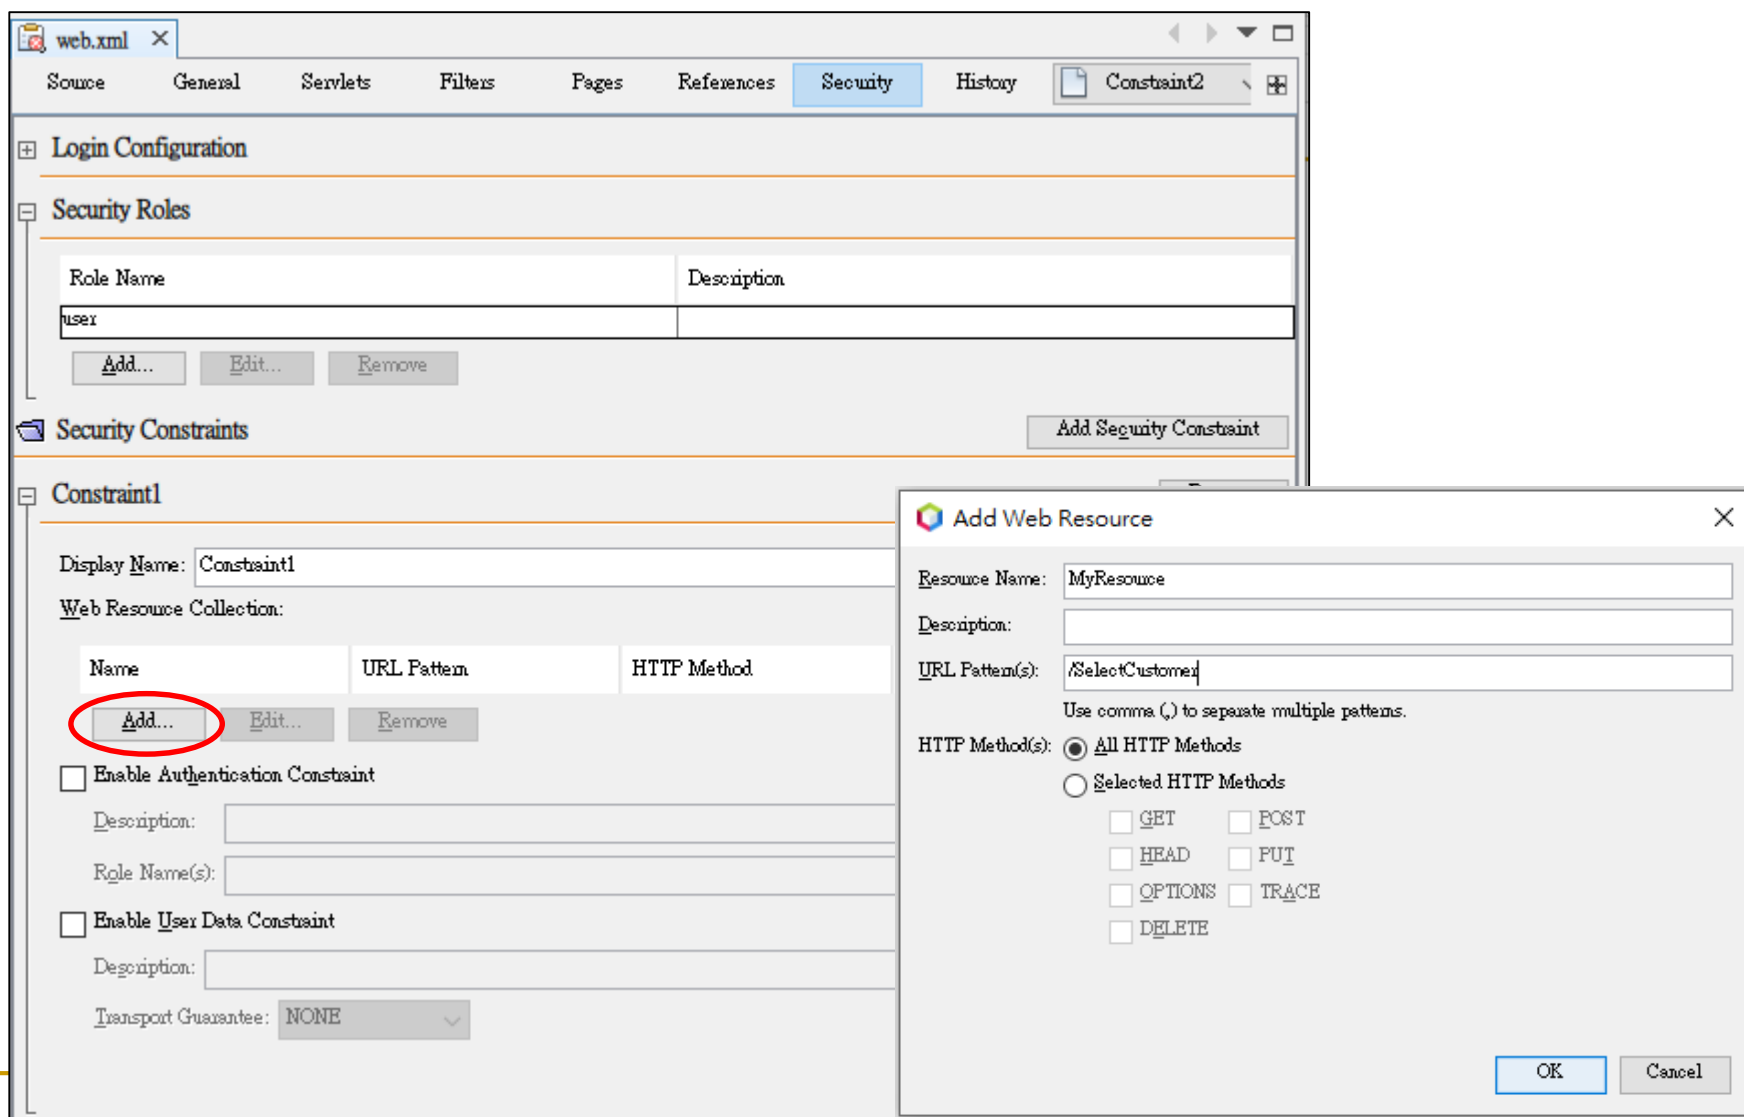 web.xml
Source General Servlets Filters Pages References Security History Constraint2
Login Configuration
Security Roles
Role Name Description
user
Add... Edit... Remove
Security Constraints Add Security Constraint
Constraint1
Display Name: Constraint1
Web Resource Collection:
Name URL Pattern HTTP Method
Add... Edit... Remove
Enable Authentication Constraint
Description:
Role Name(s):
Enable User Data Constraint
Description:
Transport Guarantee: NONE
Add Web Resource
Resource Name: MyResource
Description:
URL Pattern(s): /SelectCustomer
Use comma (,) to separate multiple patterns.
HTTP Method(s): All HTTP Methods
Selected HTTP Methods
GET POST
HEAD PUT
OPTIONS TRACE
DELETE
OK Cancel